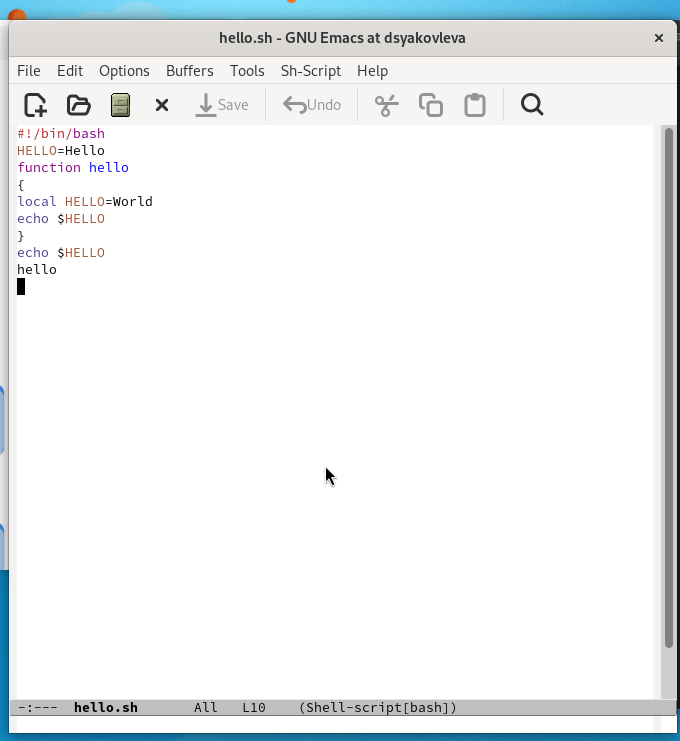 hello.sh - GNU Emacs at dsyakovleva
File Edit Options Buffers Tools Sh-Script Help
Save Undo
#!/bin/bash
HELLO=Hello
function hello
{
local HELLO=World
echo $HELLO
}
echo $HELLO
hello
-:--- hello.sh All L10 (Shell-script[bash])